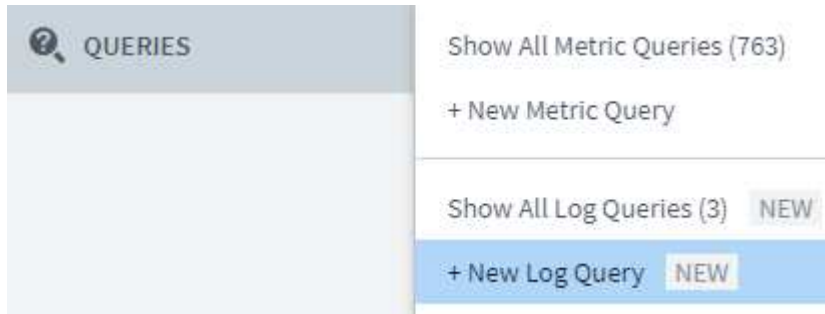 QUERIES
Show All Metric Queries (763)
+ New Metric Query
Show All Log Queries (3) NEW
+ New Log Query NEW